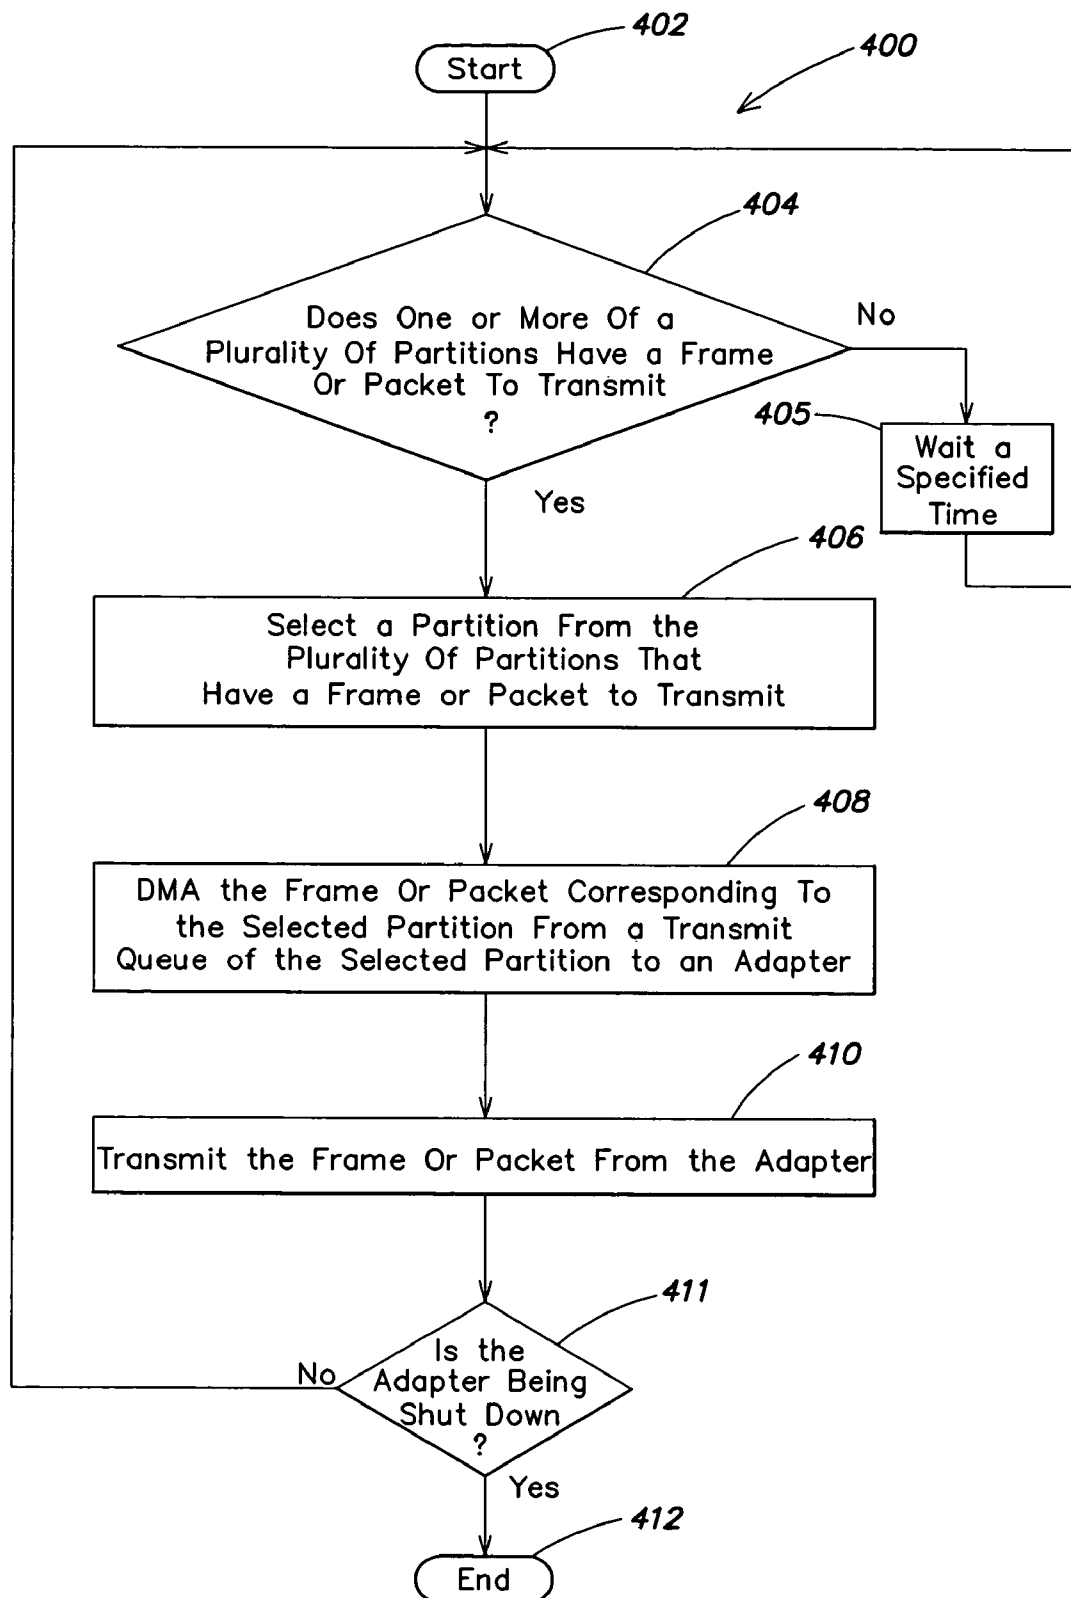 402
Start
400
404
Does One or More Of a
Plurality Of Partitions Have a Frame
Or Packet To Transmit
?
No
405
Wait a
Specified
Time
Yes
406
Select a Partition From the
Plurality Of Partitions That
Have a Frame or Packet to Transmit
408
DMA the Frame Or Packet Corresponding To
the Selected Partition From a Transmit
Queue of the Selected Partition to an Adapter
410
Transmit the Frame Or Packet From the Adapter
411
Is the
Adapter Being
Shut Down
?
No
Yes
412
End